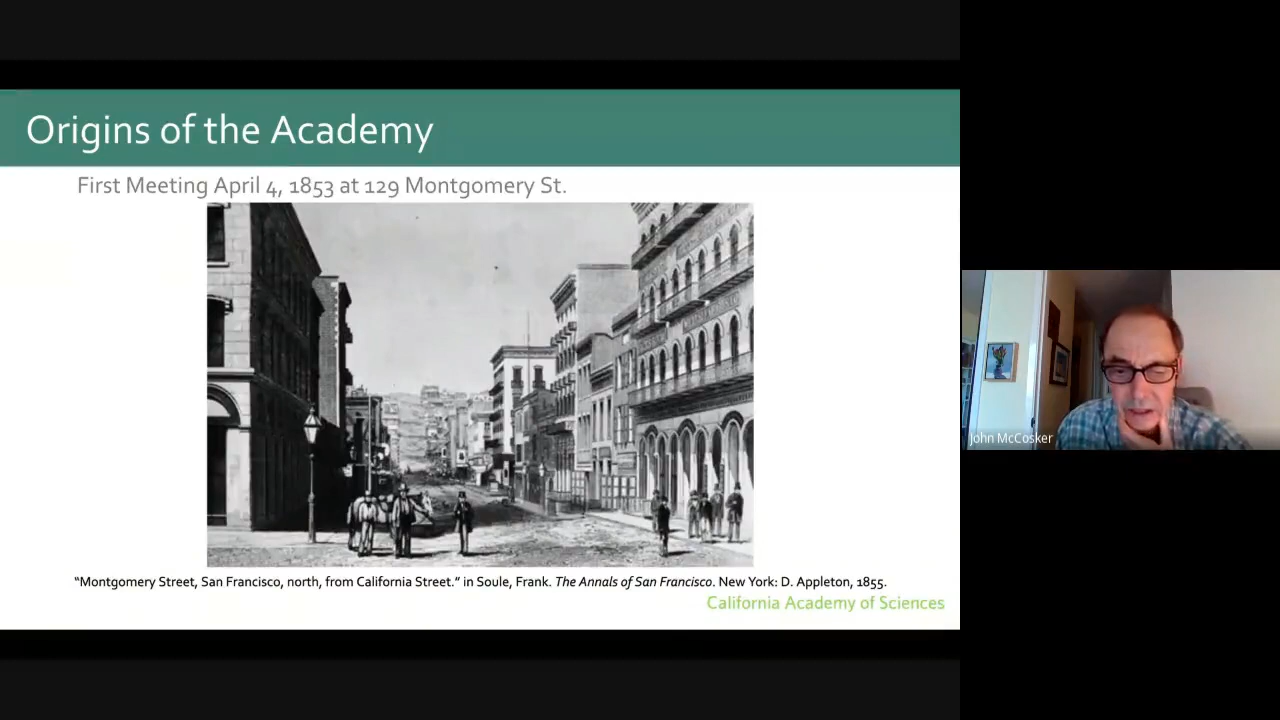 Origins of the Academy
First Meeting April 4, 1853 at 129 Montgomery St.
"Montgomery Street, San Francisco, north, from California Street." in Soule, Frank. The Annals of San Francisco. New York: D. Appleton, 1855.
California Academy of Sciences
John McCosker